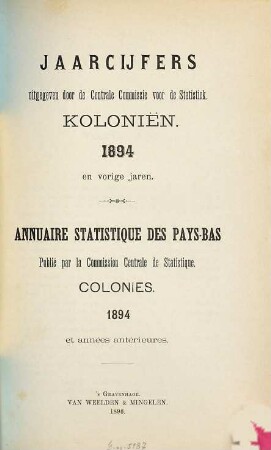 JAARCIJFERS
uitgegeven door de Centrale Commissie voor de Statistiek.
KOLONIËN.
1894
en vorige jaren.
ANNUAIRE STATISTIQUE DES PAYS-BAS
Publié par la Commission Centrale de Statistique.
COLONIES.
1894
et années antérieures.
's Gravenhage.
VAN WEELDEN & MINGELEN.
1896.